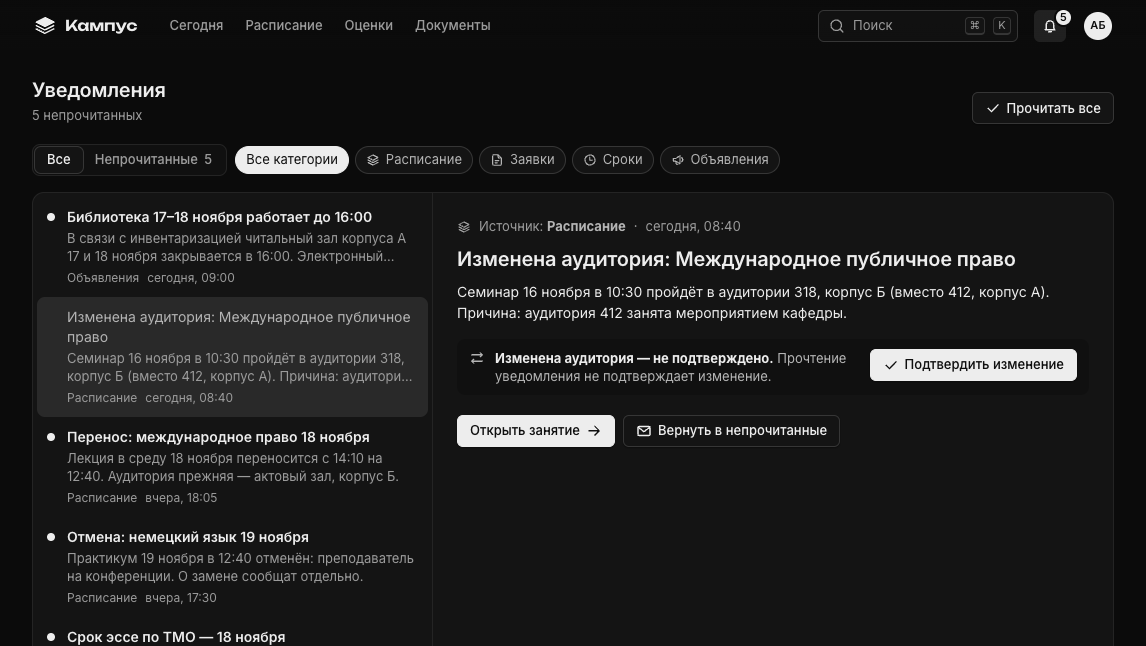 Кампус
Сегодня Расписание Оценки Документы
Поиск ⌘ K
5
АБ
Уведомления
5 непрочитанных
Прочитать все
Все Непрочитанные 5
Все категории Расписание Заявки Сроки Объявления
Библиотека 17–18 ноября работает до 16:00
В связи с инвентаризацией читальный зал корпуса А
17 и 18 ноября закрывается в 16:00. Электронный...
Объявления сегодня, 09:00
Изменена аудитория: Международное публичное
право
Семинар 16 ноября в 10:30 пройдёт в аудитории 318,
корпус Б (вместо 412, корпус А). Причина: аудитори...
Расписание сегодня, 08:40
Перенос: международное право 18 ноября
Лекция в среду 18 ноября переносится с 14:10 на
12:40. Аудитория прежняя — актовый зал, корпус Б.
Расписание вчера, 18:05
Отмена: немецкий язык 19 ноября
Практикум 19 ноября в 12:40 отменён: преподаватель
на конференции. О замене сообщат отдельно.
Расписание вчера, 17:30
Срок эссе по ТМО — 18 ноября
Источник: Расписание · сегодня, 08:40
Изменена аудитория: Международное публичное право
Семинар 16 ноября в 10:30 пройдёт в аудитории 318, корпус Б (вместо 412, корпус А).
Причина: аудитория 412 занята мероприятием кафедры.
Изменена аудитория — не подтверждено. Прочтение
уведомления не подтверждает изменение.
Подтвердить изменение
Открыть занятие → Вернуть в непрочитанные